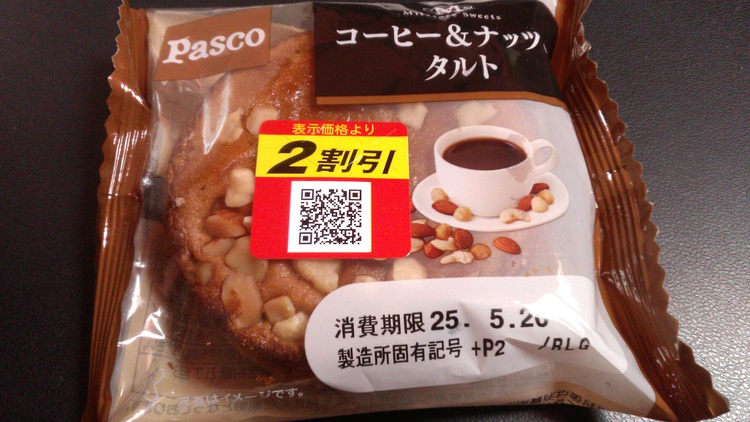 Pasco
コーヒー&ナッツ
タルト
表示価格より
2割引
消費期限 25. 5.20
製造所固有記号 +P2 /RLG